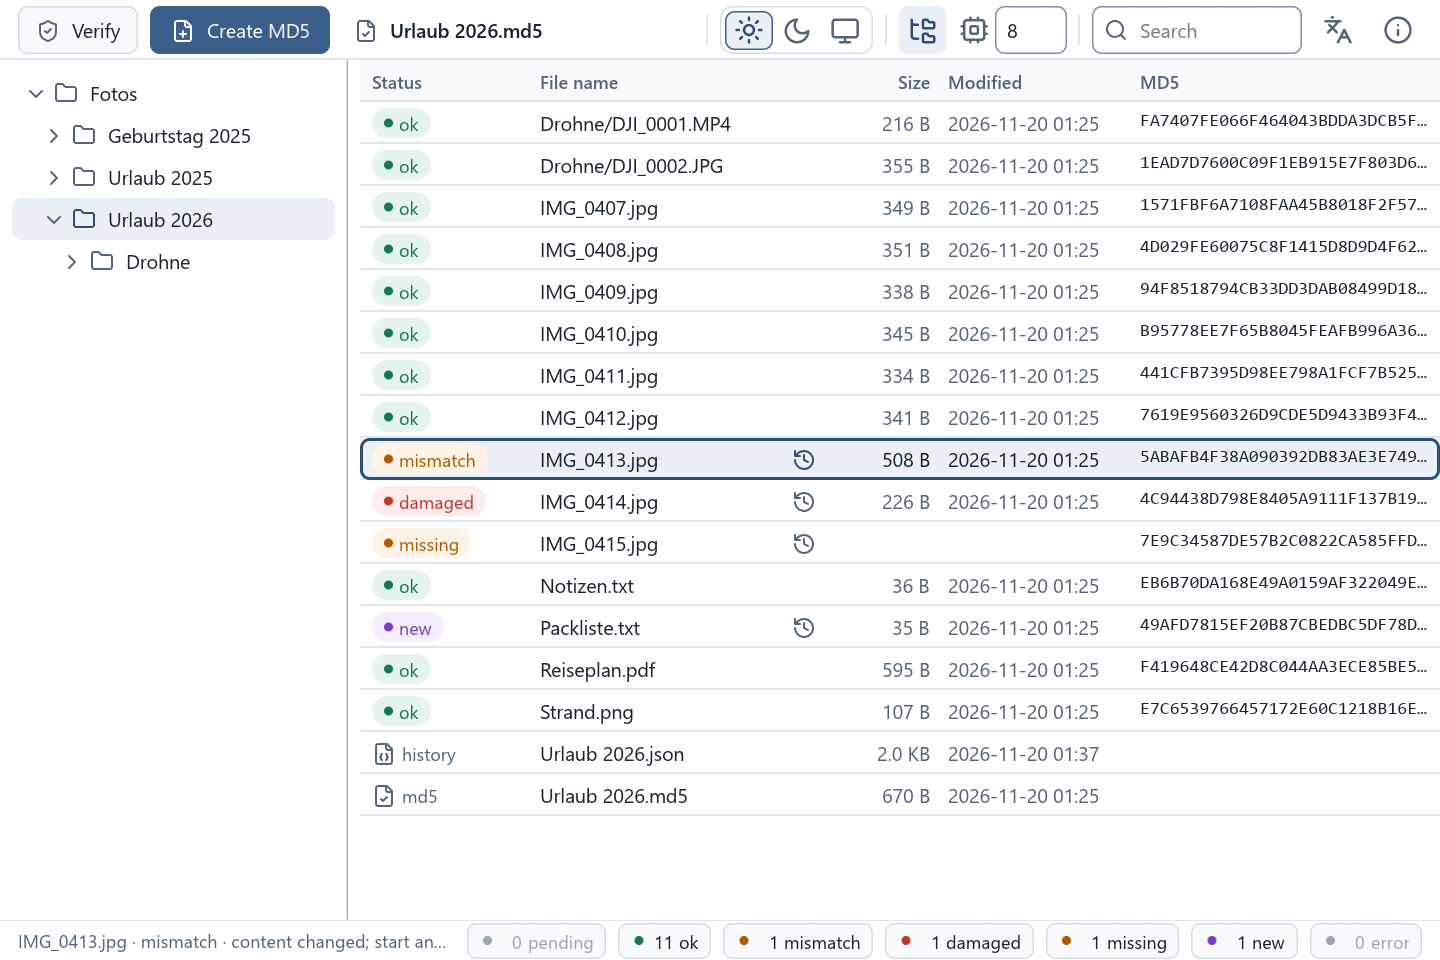 Verify Create MD5 Urlaub 2026.md5 8 Search
Fotos
Geburtstag 2025
Urlaub 2025
Urlaub 2026
Drohne
Status File name Size Modified MD5
ok Drohne/DJI_0001.MP4 216 B 2026-11-20 01:25 FA7407FE066F464043BDDA3DCB5F…
ok Drohne/DJI_0002.JPG 355 B 2026-11-20 01:25 1EAD7D7600C09F1EB915E7F803D6…
ok IMG_0407.jpg 349 B 2026-11-20 01:25 1571FBF6A7108FAA45B8018F2F57…
ok IMG_0408.jpg 351 B 2026-11-20 01:25 4D029FE60075C8F1415D8D9D4F62…
ok IMG_0409.jpg 338 B 2026-11-20 01:25 94F8518794CB33DD3DAB08499D18…
ok IMG_0410.jpg 345 B 2026-11-20 01:25 B95778EE7F65B8045FEAFB996A36…
ok IMG_0411.jpg 334 B 2026-11-20 01:25 441CFB7395D98EE798A1FCF7B525…
ok IMG_0412.jpg 341 B 2026-11-20 01:25 7619E9560326D9CDE5D9433B93F4…
mismatch IMG_0413.jpg 508 B 2026-11-20 01:25 5ABAFB4F38A090392DB83AE3E749…
damaged IMG_0414.jpg 226 B 2026-11-20 01:25 4C94438D798E8405A9111F137B19…
missing IMG_0415.jpg 7E9C34587DE57B2C0822CA585FFD…
ok Notizen.txt 36 B 2026-11-20 01:25 EB6B70DA168E49A0159AF322049E…
new Packliste.txt 35 B 2026-11-20 01:25 49AFD7815EF20B87CBEDBC5DF78D…
ok Reiseplan.pdf 595 B 2026-11-20 01:25 F419648CE42D8C044AA3ECE85BE5…
ok Strand.png 107 B 2026-11-20 01:25 E7C6539766457172E60C1218B16E…
history Urlaub 2026.json 2.0 KB 2026-11-20 01:37
md5 Urlaub 2026.md5 670 B 2026-11-20 01:25
IMG_0413.jpg · mismatch · content changed; start an… 0 pending 11 ok 1 mismatch 1 damaged 1 missing 1 new 0 error